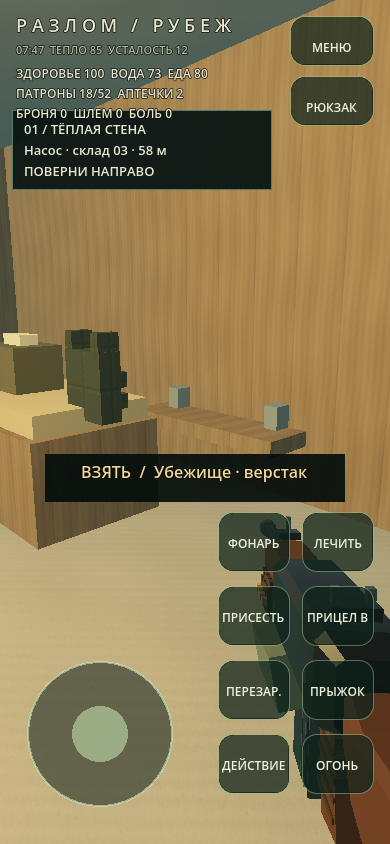 РАЗЛОМ / РУБЕЖ
07:47 ТЕПЛО 85 УСТАЛОСТЬ 12
ЗДОРОВЬЕ 100 ВОДА 73 ЕДА 80
ПАТРОНЫ 18/52 АПТЕЧКИ 2
БРОНЯ 0 ШЛЕМ 0 БОЛЬ 0
МЕНЮ
РЮКЗАК
01 / ТЁПЛАЯ СТЕНА
Насос · склад 03 · 58 м
ПОВЕРНИ НАПРАВО
ВЗЯТЬ / Убежище · верстак
ФОНАРЬ
ЛЕЧИТЬ
ПРИСЕСТЬ
ПРИЦЕЛ В
ПЕРЕЗАР.
ПРЫЖОК
ДЕЙСТВИЕ
ОГОНЬ